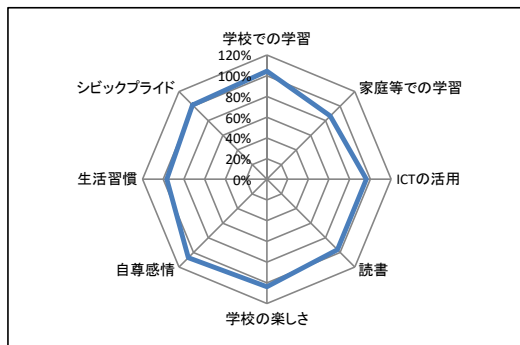 学校での学習
家庭等での学習
ICTの活用
読書
学校の楽しさ
自尊感情
生活習慣
シビックプライド
120%
100%
80%
60%
40%
20%
0%